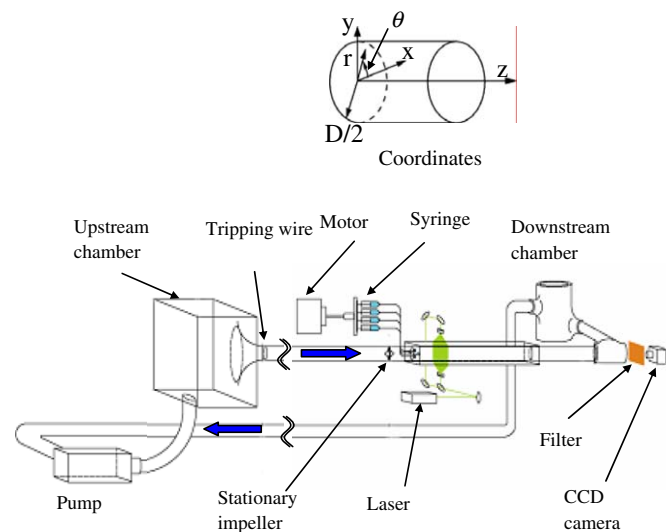 y
θ
r
x
z
D/2
Coordinates
Upstream
chamber
Tripping wire
Motor
Syringe
Downstream
chamber
Pump
Stationary
impeller
Laser
Filter
CCD
camera